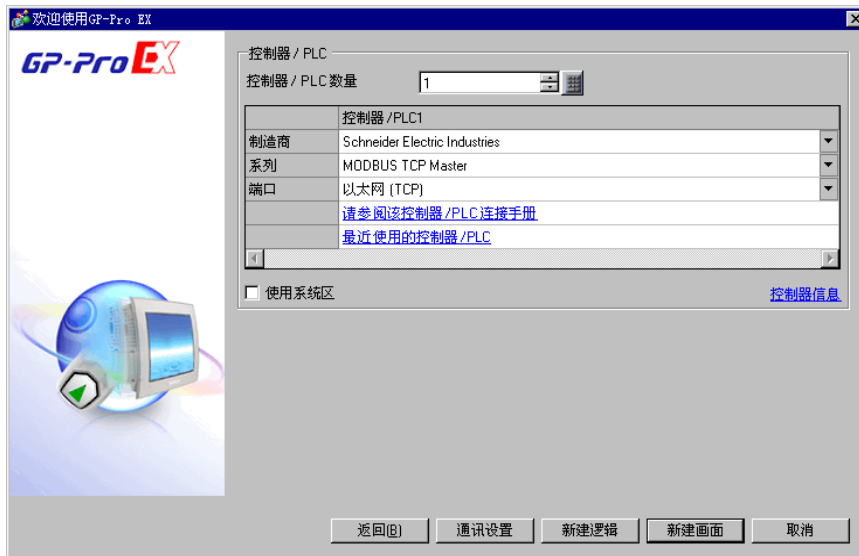 欢迎使用GP-Pro EX
GP-Pro EX
控制器/PLC
控制器/PLC数量 1
控制器/PLC1
制造商 Schneider Electric Industries
系列 MODBUS TCP Master
端口 以太网 (TCP)
请参阅该控制器/PLC连接手册
最近使用的控制器/PLC
使用系统区 控制器信息
返回(B) 通讯设置 新建逻辑 新建画面 取消